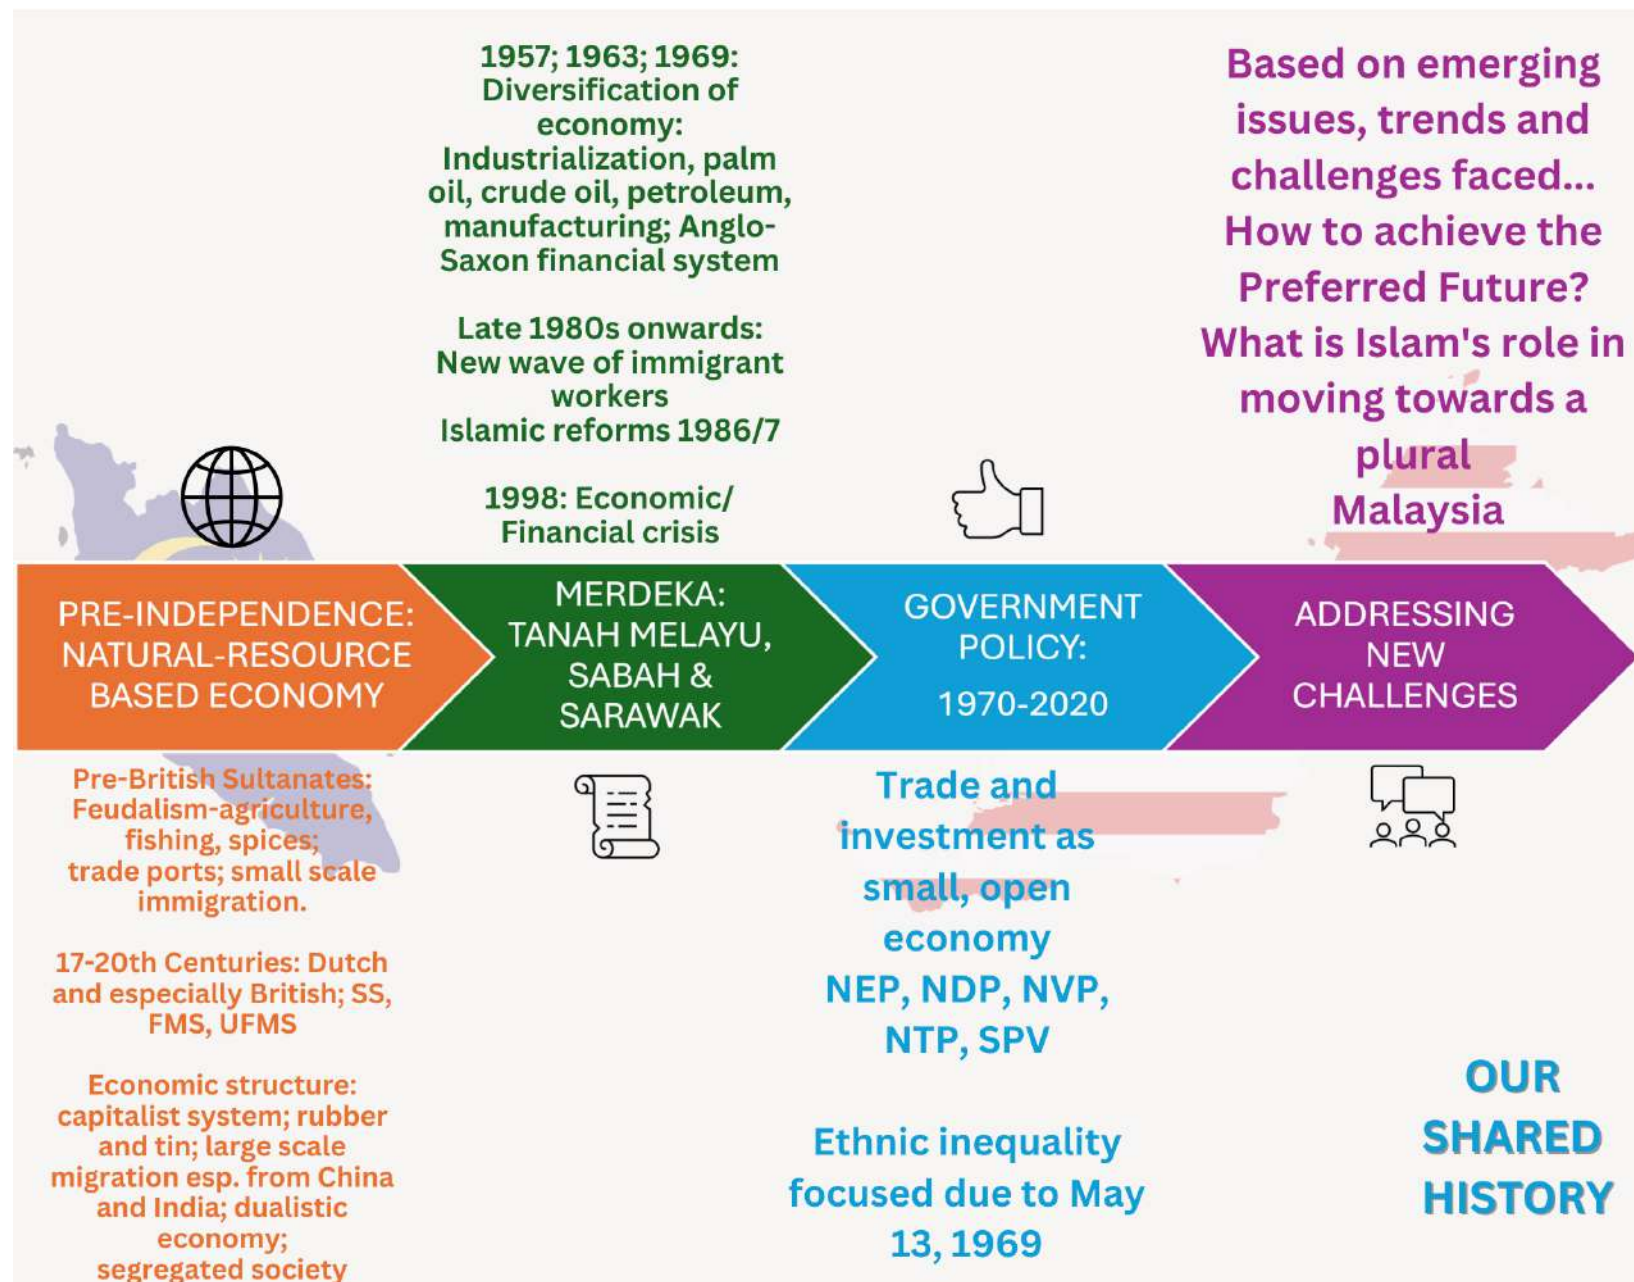 1957; 1963; 1969:
Diversification of
economy:
Industrialization, palm
oil, crude oil, petroleum,
manufacturing; Anglo-
Saxon financial system
Late 1980s onwards:
New wave of immigrant
workers
Islamic reforms 1986/7
1998: Economic/
Financial crisis
Based on emerging
issues, trends and
challenges faced...
How to achieve the
Preferred Future?
What is Islam's role in
moving towards a
plural
Malaysia
PRE-INDEPENDENCE:
NATURAL-RESOURCE
BASED ECONOMY
MERDEKA:
TANAH MELAYU,
SABAH &
SARAWAK
GOVERNMENT
POLICY:
1970-2020
ADDRESSING
NEW
CHALLENGES
Pre-British Sultanates:
Feudalism-agriculture,
fishing, spices;
trade ports; small scale
immigration.
17-20th Centuries: Dutch
and especially British; SS,
FMS, UFMS
Economic structure:
capitalist system; rubber
and tin; large scale
migration esp. from China
and India; dualistic
economy;
segregated society
Trade and
investment as
small, open
economy
NEP, NDP, NVP,
NTP, SPV
Ethnic inequality
focused due to May
13, 1969
OUR
SHARED
HISTORY